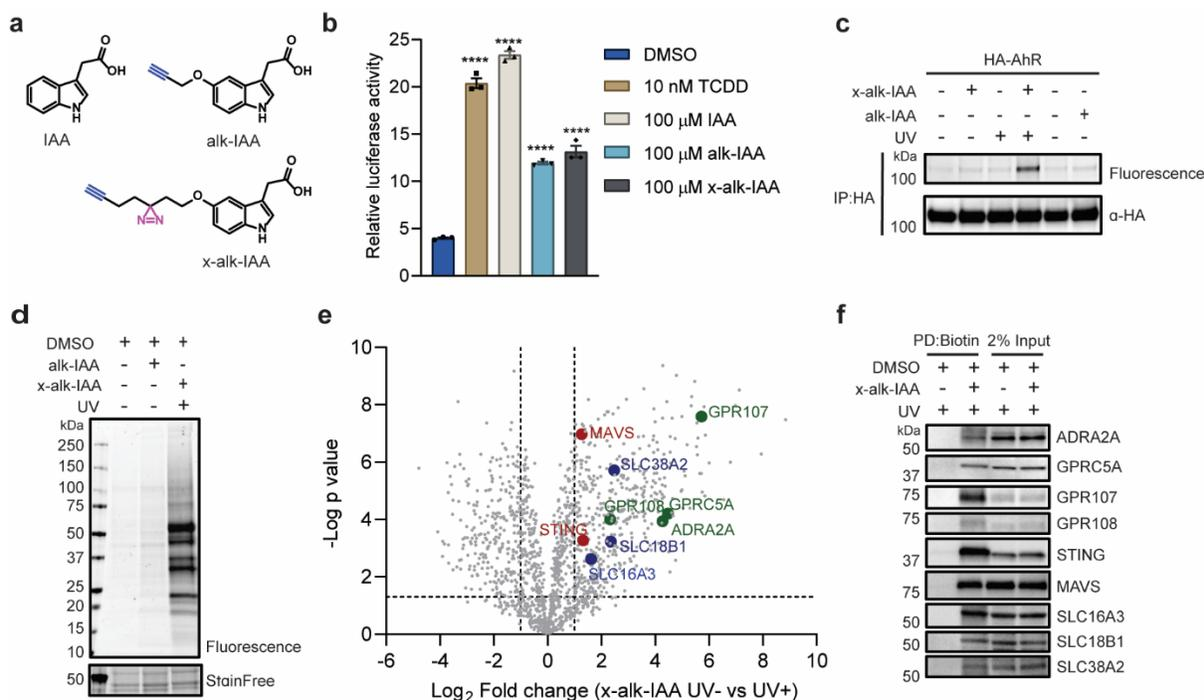 a
O
OH
N
H
IAA
O
O
OH
N
H
alk-IAA
N=N
O
O
OH
N
H
x-alk-IAA
b
Relative luciferase activity
25
20
15
10
5
0
****
****
****
****
DMSO
10 nM TCDD
100 μM IAA
100 μM alk-IAA
100 μM x-alk-IAA
c
HA-AhR
x-alk-IAA - + - + - -
alk-IAA - - - - - +
UV - - + + - -
kDa
100
Fluorescence
IP:HA
100
α-HA
d
DMSO + + +
alk-IAA - + -
x-alk-IAA - - +
UV - - +
kDa
250
150
100
75
50
37
25
20
15
10
Fluorescence
50
StainFree
e
-Log p value
10
8
6
4
2
0
GPR107
MAVS
SLC38A2
GPR108
GPRC5A
STING
ADRA2A
SLC18B1
SLC16A3
-6 -4 -2 0 2 4 6 8 10
Log2 Fold change (x-alk-IAA UV- vs UV+)
f
PD:Biotin 2% Input
DMSO + + + +
x-alk-IAA - + - +
UV + + + +
kDa
50 ADRA2A
37 GPRC5A
75 GPR107
75 GPR108
37 STING
75 MAVS
50 SLC16A3
50 SLC18B1
50 SLC38A2